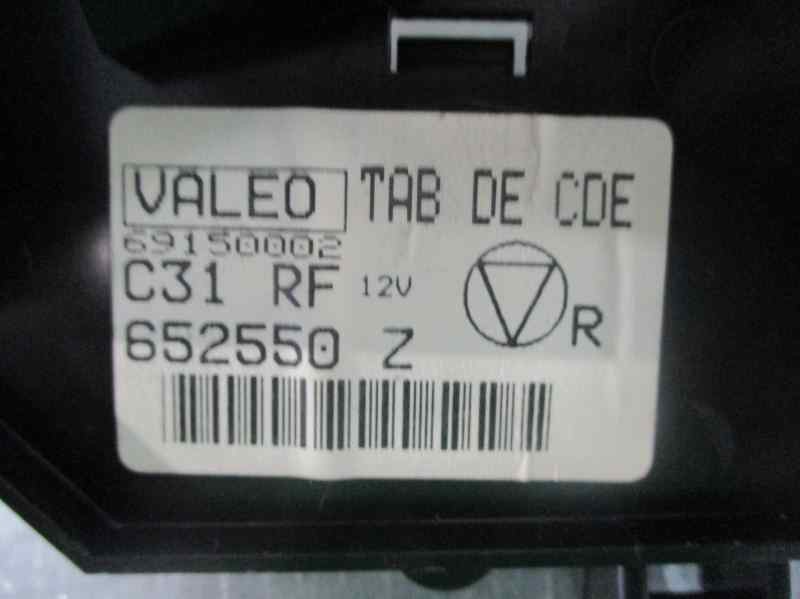 VALEO TAB DE CDE
69150002
C31 RF 12V
652550 Z R